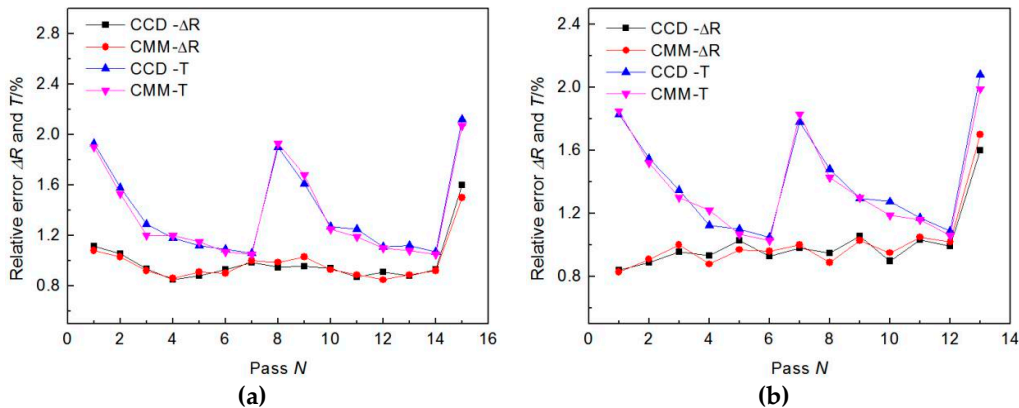 CCD -ΔR
CMM-ΔR
CCD -T
CMM-T
Relative error ΔR and T/%
2.8
2.4
2.0
1.6
1.2
0.8
0 2 4 6 8 10 12 14 16
Pass N
(a)
CCD -ΔR
CMM-ΔR
CCD -T
CMM-T
Relative error ΔR and T/%
2.4
2.0
1.6
1.2
0.8
0 2 4 6 8 10 12 14
Pass N
(b)